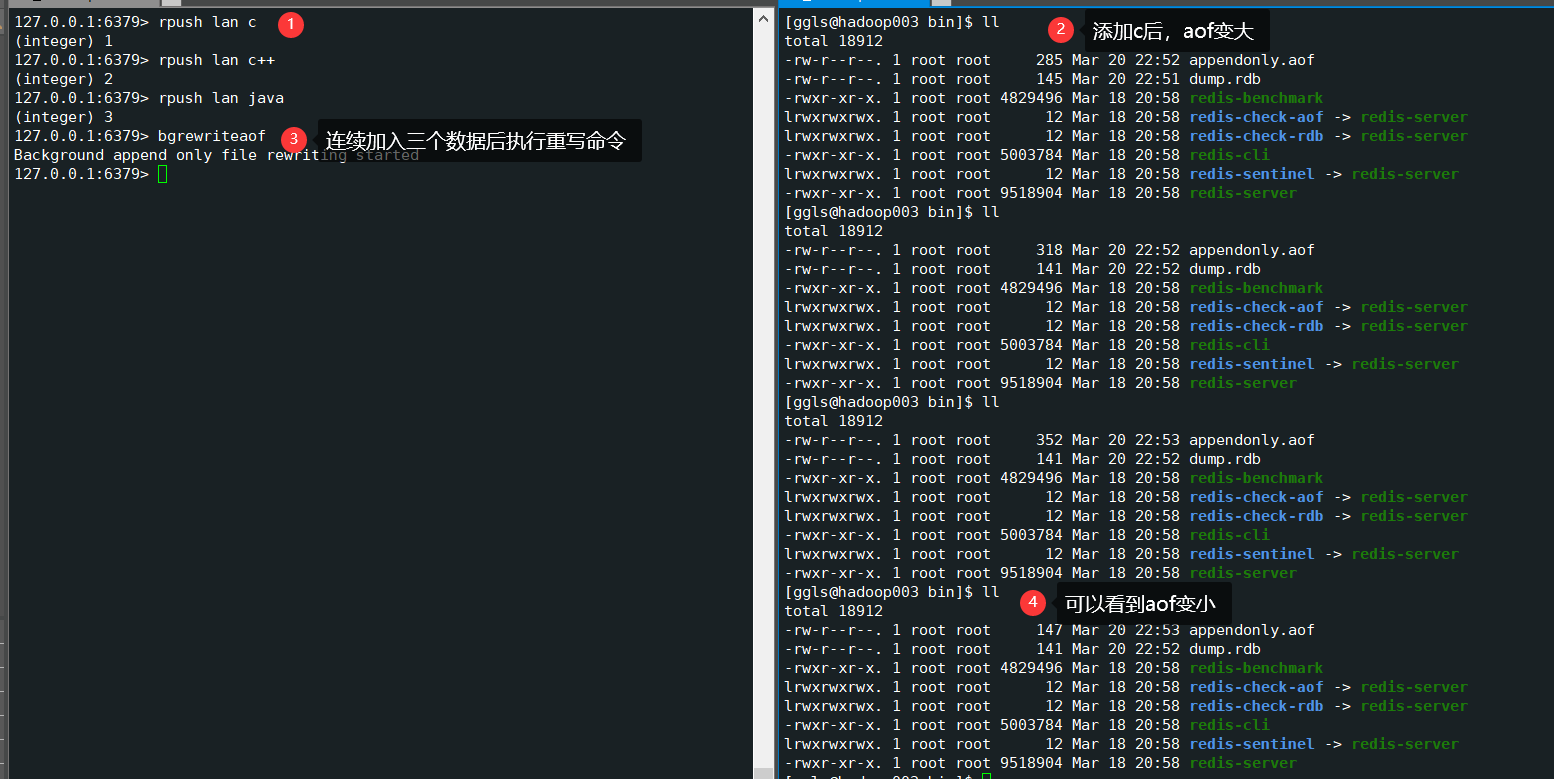 127.0.0.1:6379> rpush lan c
1
(integer) 1
127.0.0.1:6379> rpush lan c++
(integer) 2
127.0.0.1:6379> rpush lan java
(integer) 3
127.0.0.1:6379> bgrewriteaof
3 连续加入三个数据后执行重写命令
Background append only file rewriting started
127.0.0.1:6379>
[ggls@hadoop003 bin]$ ll
2 添加c后，aof变大
total 18912
-rw-r--r--. 1 root root     285 Mar 20 22:52 appendonly.aof
-rw-r--r--. 1 root root     145 Mar 20 22:51 dump.rdb
-rwxr-xr-x. 1 root root 4829496 Mar 18 20:58 redis-benchmark
lrwxrwxrwx. 1 root root      12 Mar 18 20:58 redis-check-aof -> redis-server
lrwxrwxrwx. 1 root root      12 Mar 18 20:58 redis-check-rdb -> redis-server
-rwxr-xr-x. 1 root root 5003784 Mar 18 20:58 redis-cli
lrwxrwxrwx. 1 root root      12 Mar 18 20:58 redis-sentinel -> redis-server
-rwxr-xr-x. 1 root root 9518904 Mar 18 20:58 redis-server
[ggls@hadoop003 bin]$ ll
total 18912
-rw-r--r--. 1 root root     318 Mar 20 22:52 appendonly.aof
-rw-r--r--. 1 root root     141 Mar 20 22:52 dump.rdb
-rwxr-xr-x. 1 root root 4829496 Mar 18 20:58 redis-benchmark
lrwxrwxrwx. 1 root root      12 Mar 18 20:58 redis-check-aof -> redis-server
lrwxrwxrwx. 1 root root      12 Mar 18 20:58 redis-check-rdb -> redis-server
-rwxr-xr-x. 1 root root 5003784 Mar 18 20:58 redis-cli
lrwxrwxrwx. 1 root root      12 Mar 18 20:58 redis-sentinel -> redis-server
-rwxr-xr-x. 1 root root 9518904 Mar 18 20:58 redis-server
[ggls@hadoop003 bin]$ ll
total 18912
-rw-r--r--. 1 root root     352 Mar 20 22:53 appendonly.aof
-rw-r--r--. 1 root root     141 Mar 20 22:52 dump.rdb
-rwxr-xr-x. 1 root root 4829496 Mar 18 20:58 redis-benchmark
lrwxrwxrwx. 1 root root      12 Mar 18 20:58 redis-check-aof -> redis-server
lrwxrwxrwx. 1 root root      12 Mar 18 20:58 redis-check-rdb -> redis-server
-rwxr-xr-x. 1 root root 5003784 Mar 18 20:58 redis-cli
lrwxrwxrwx. 1 root root      12 Mar 18 20:58 redis-sentinel -> redis-server
-rwxr-xr-x. 1 root root 9518904 Mar 18 20:58 redis-server
[ggls@hadoop003 bin]$ ll
4 可以看到aof变小
total 18912
-rw-r--r--. 1 root root     147 Mar 20 22:53 appendonly.aof
-rw-r--r--. 1 root root     141 Mar 20 22:52 dump.rdb
-rwxr-xr-x. 1 root root 4829496 Mar 18 20:58 redis-benchmark
lrwxrwxrwx. 1 root root      12 Mar 18 20:58 redis-check-aof -> redis-server
lrwxrwxrwx. 1 root root      12 Mar 18 20:58 redis-check-rdb -> redis-server
-rwxr-xr-x. 1 root root 5003784 Mar 18 20:58 redis-cli
lrwxrwxrwx. 1 root root      12 Mar 18 20:58 redis-sentinel -> redis-server
-rwxr-xr-x. 1 root root 9518904 Mar 18 20:58 redis-server
[ggls@hadoop003 bin]$